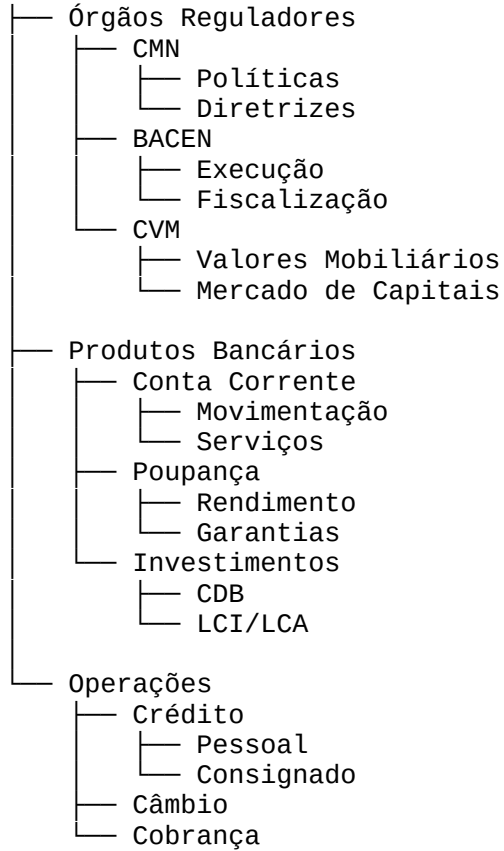 Órgãos Reguladores
CMN
Políticas
Diretrizes
BACEN
Execução
Fiscalização
CVM
Valores Mobiliários
Mercado de Capitais
Produtos Bancários
Conta Corrente
Movimentação
Serviços
Poupança
Rendimento
Garantias
Investimentos
CDB
LCI/LCA
Operações
Crédito
Pessoal
Consignado
Câmbio
Cobrança